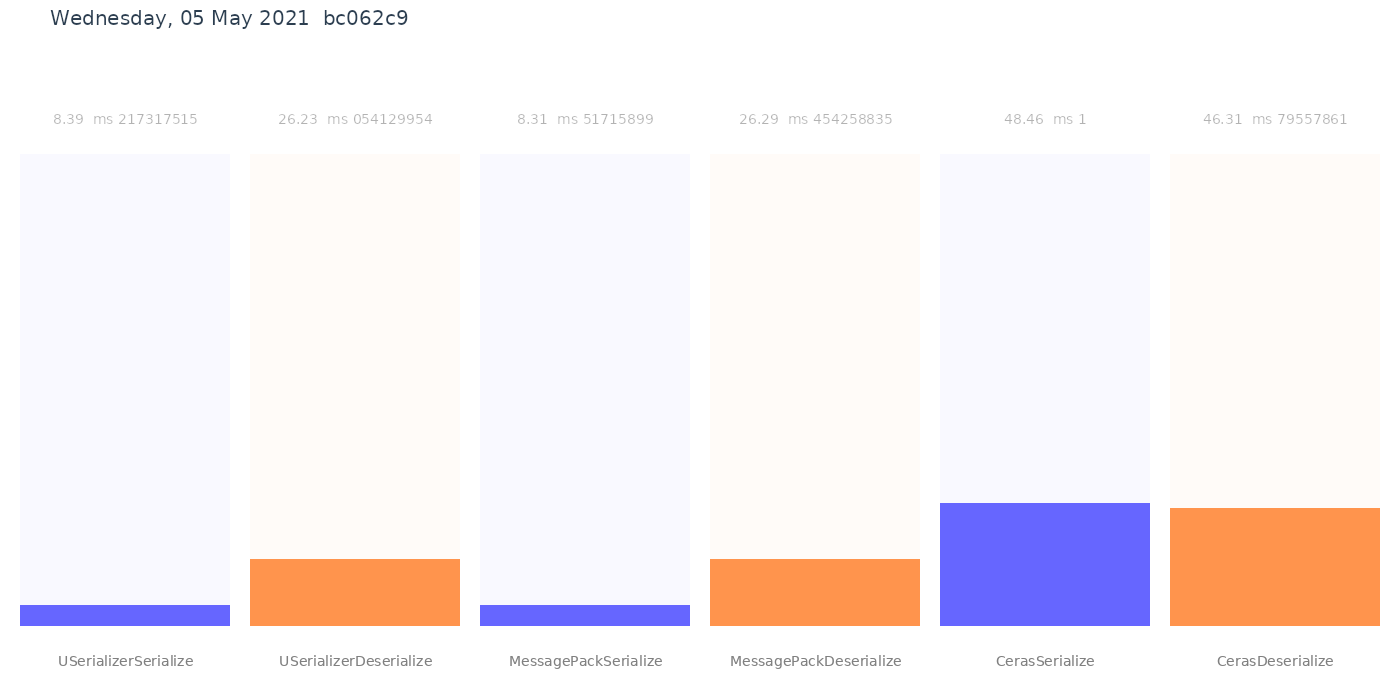 Wednesday, 05 May 2021 bc062c9
8.39 ms 217317515
26.23 ms 054129954
8.31 ms 51715899
26.29 ms 454258835
48.46 ms 1
46.31 ms 79557861
USerializerSerialize
USerializerDeserialize
MessagePackSerialize
MessagePackDeserialize
CerasSerialize
CerasDeserialize